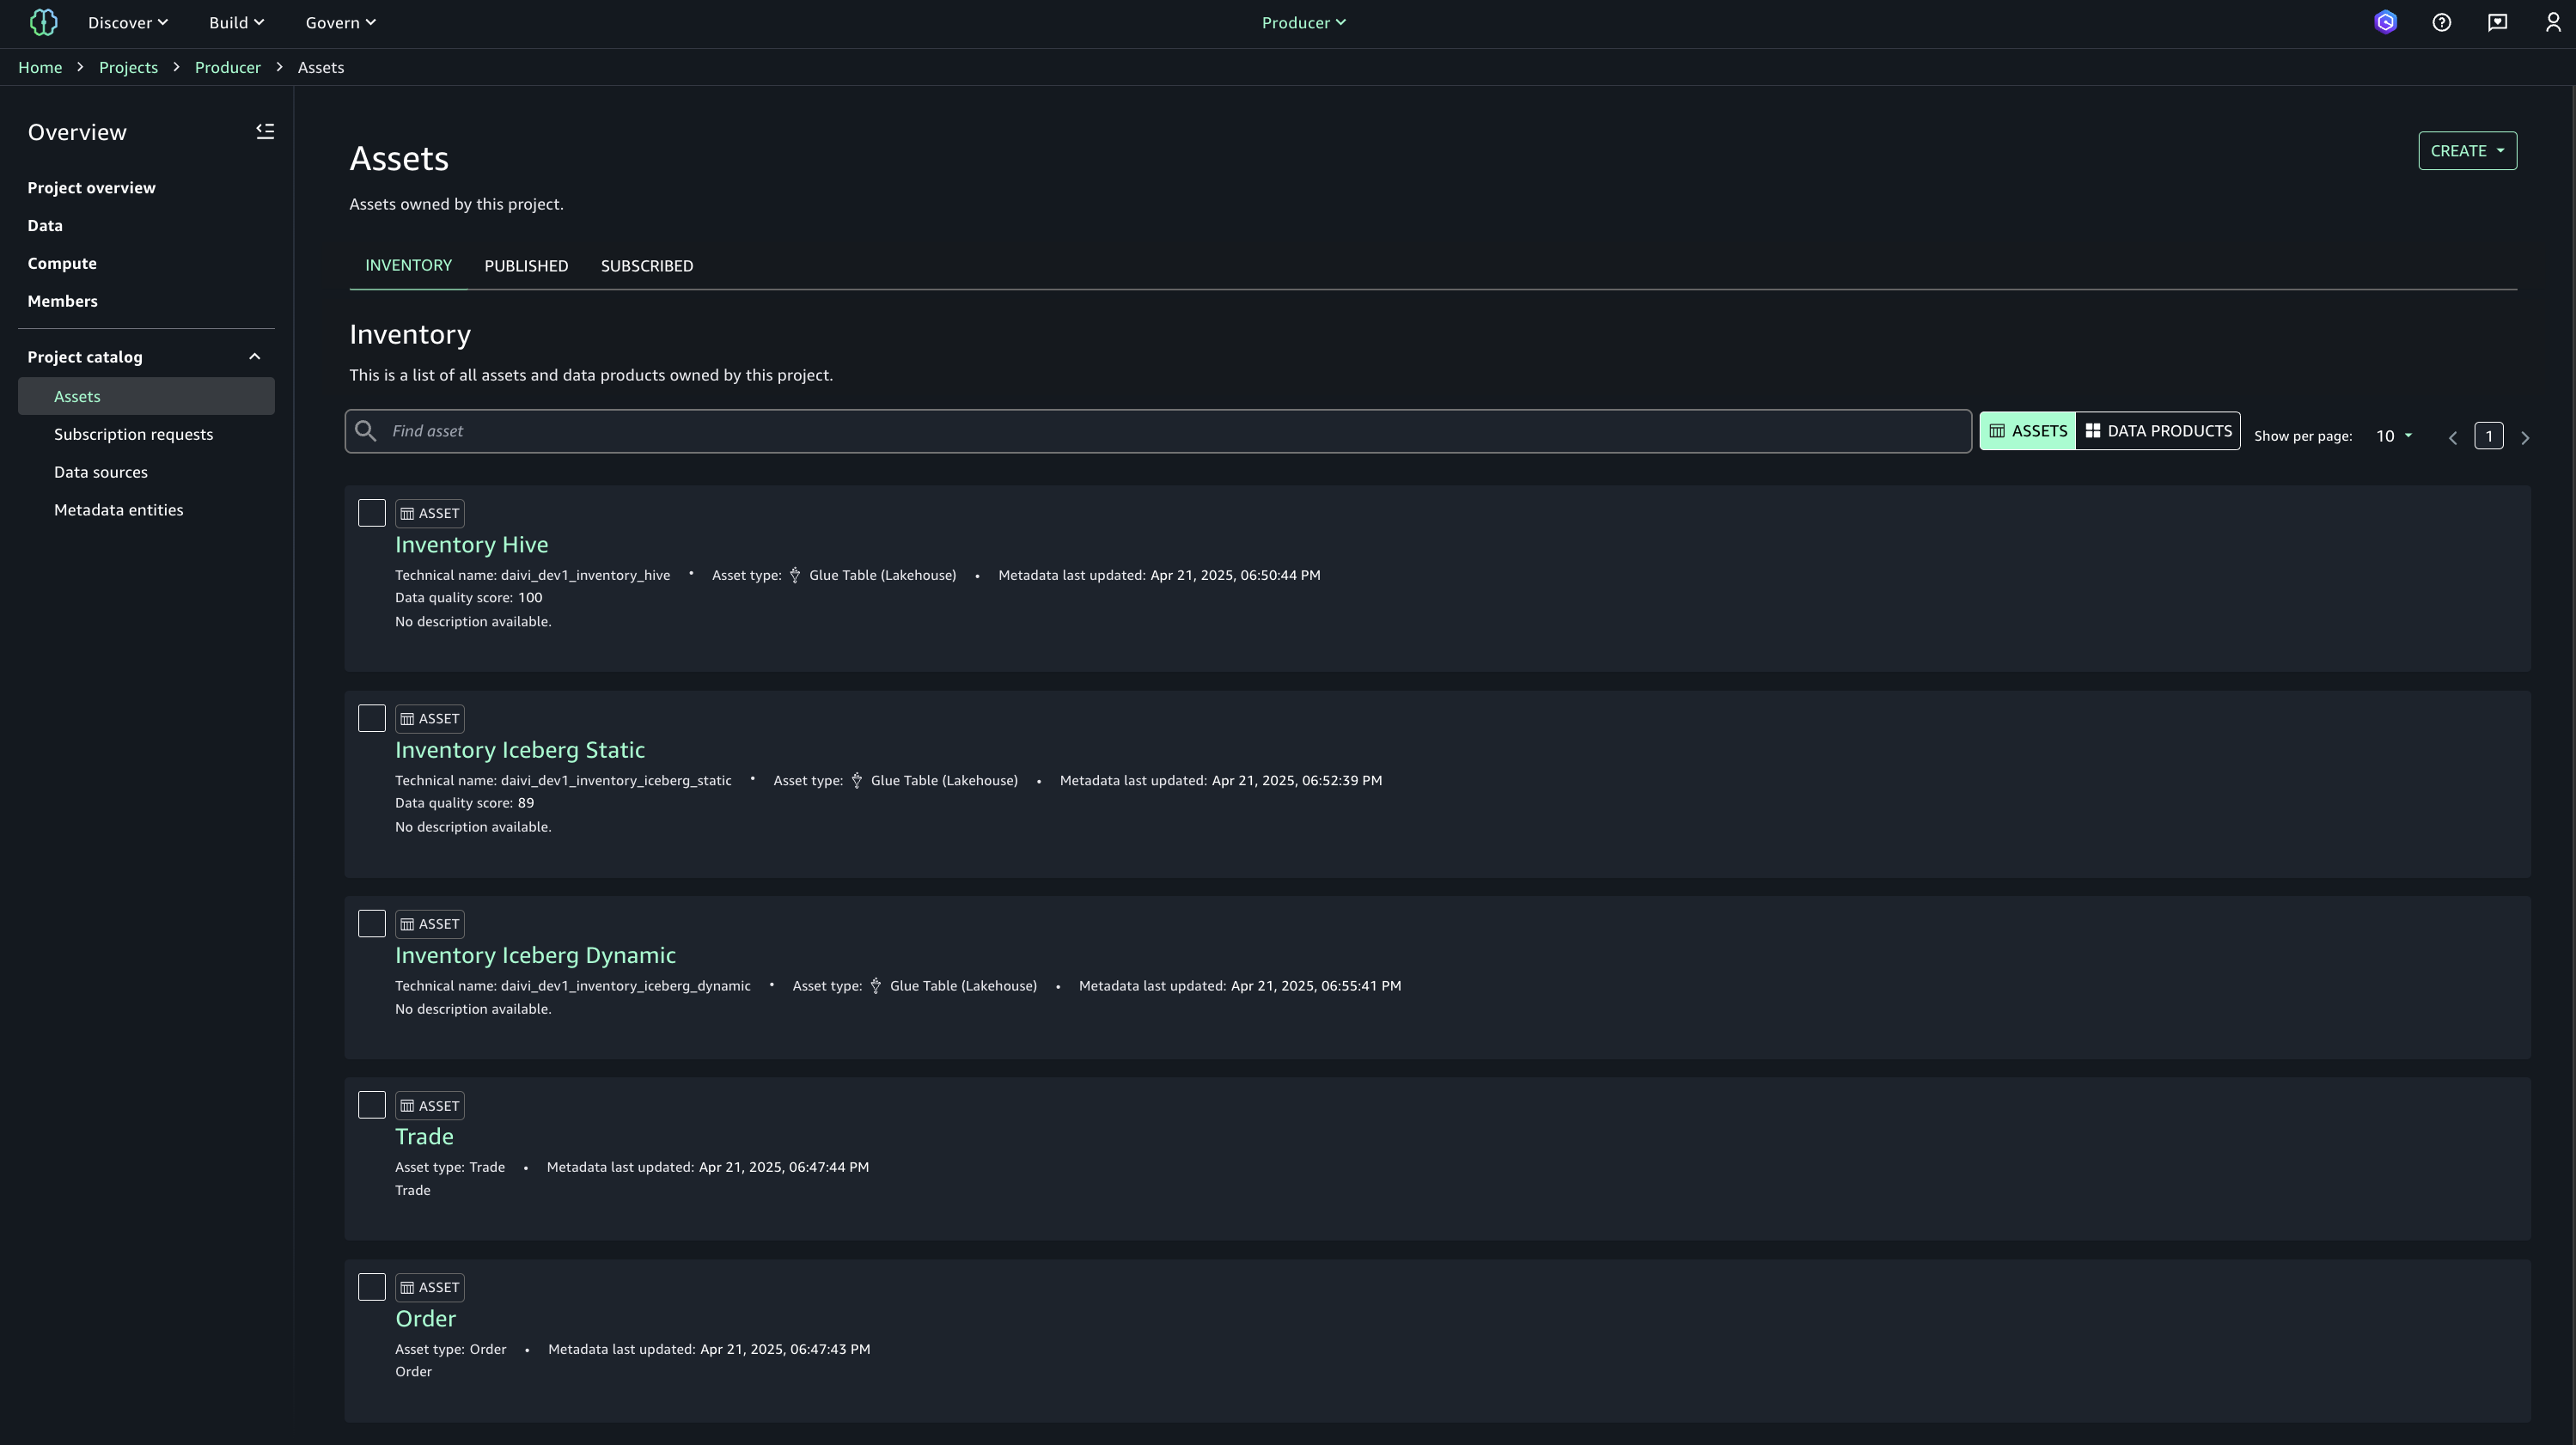 Discover Build Govern Producer
Home > Projects > Producer > Assets
Overview
Project overview
Data
Compute
Members
Project catalog
Assets
Subscription requests
Data sources
Metadata entities
Assets
CREATE
Assets owned by this project.
INVENTORY PUBLISHED SUBSCRIBED
Inventory
This is a list of all assets and data products owned by this project.
Find asset ASSETS DATA PRODUCTS Show per page: 10 < 1 >
ASSET
Inventory Hive
Technical name: daivi_dev1_inventory_hive • Asset type: Glue Table (Lakehouse) • Metadata last updated: Apr 21, 2025, 06:50:44 PM
Data quality score: 100
No description available.
ASSET
Inventory Iceberg Static
Technical name: daivi_dev1_inventory_iceberg_static • Asset type: Glue Table (Lakehouse) • Metadata last updated: Apr 21, 2025, 06:52:39 PM
Data quality score: 89
No description available.
ASSET
Inventory Iceberg Dynamic
Technical name: daivi_dev1_inventory_iceberg_dynamic • Asset type: Glue Table (Lakehouse) • Metadata last updated: Apr 21, 2025, 06:55:41 PM
No description available.
ASSET
Trade
Asset type: Trade • Metadata last updated: Apr 21, 2025, 06:47:44 PM
Trade
ASSET
Order
Asset type: Order • Metadata last updated: Apr 21, 2025, 06:47:43 PM
Order